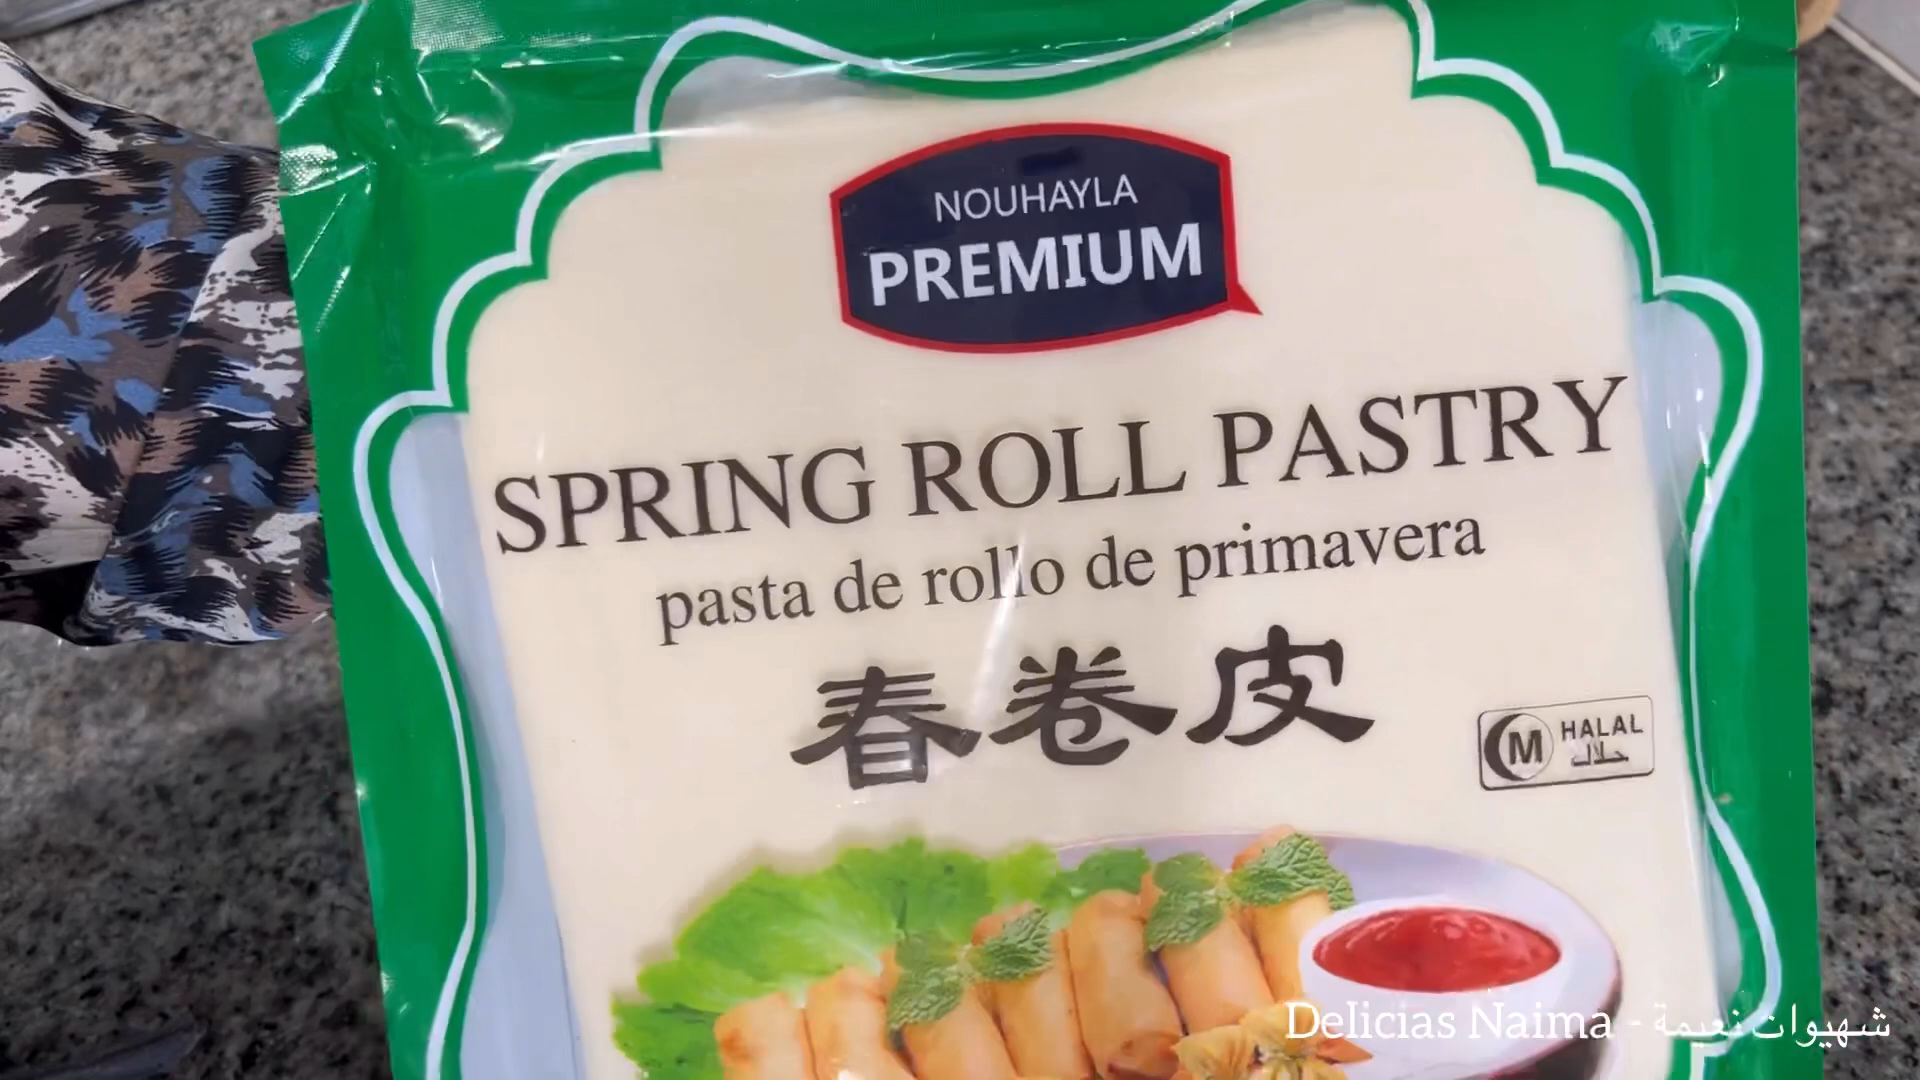 NOUHAYLA
PREMIUM
SPRING ROLL PASTRY
pasta de rollo de primavera
春卷皮
M HALAL
حلال
Delicias Naima - شهيوات نعيمة